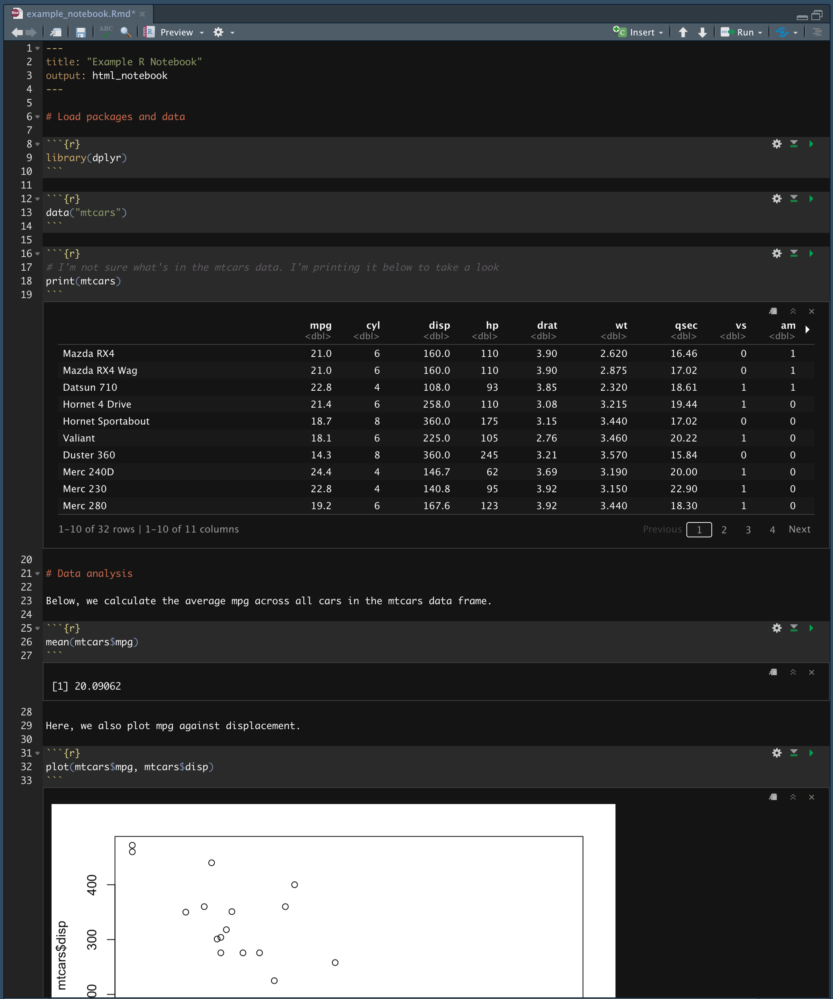 example_notebook.Rmd*
ABC Preview Insert Run
1 ---
2 title: "Example R Notebook"
3 output: html_notebook
4 ---
5
6 # Load packages and data
7
8 ```{r}
9 library(dplyr)
10 ```
11
12 ```{r}
13 data("mtcars")
14 ```
15
16 ```{r}
17 # I'm not sure what's in the mtcars data. I'm printing it below to take a look
18 print(mtcars)
19 ```
mpg cyl disp hp drat wt qsec vs am
<dbl> <dbl> <dbl> <dbl> <dbl> <dbl> <dbl> <dbl> <dbl>
Mazda RX4 21.0 6 160.0 110 3.90 2.620 16.46 0 1
Mazda RX4 Wag 21.0 6 160.0 110 3.90 2.875 17.02 0 1
Datsun 710 22.8 4 108.0 93 3.85 2.320 18.61 1 1
Hornet 4 Drive 21.4 6 258.0 110 3.08 3.215 19.44 1 0
Hornet Sportabout 18.7 8 360.0 175 3.15 3.440 17.02 0 0
Valiant 18.1 6 225.0 105 2.76 3.460 20.22 1 0
Duster 360 14.3 8 360.0 245 3.21 3.570 15.84 0 0
Merc 240D 24.4 4 146.7 62 3.69 3.190 20.00 1 0
Merc 230 22.8 4 140.8 95 3.92 3.150 22.90 1 0
Merc 280 19.2 6 167.6 123 3.92 3.440 18.30 1 0
1-10 of 32 rows | 1-10 of 11 columns Previous 1 2 3 4 Next
20
21 # Data analysis
22
23 Below, we calculate the average mpg across all cars in the mtcars data frame.
24
25 ```{r}
26 mean(mtcars$mpg)
27 ```
[1] 20.09062
28
29 Here, we also plot mpg against displacement.
30
31 ```{r}
32 plot(mtcars$mpg, mtcars$disp)
33 ```
400
300
mtcars$disp